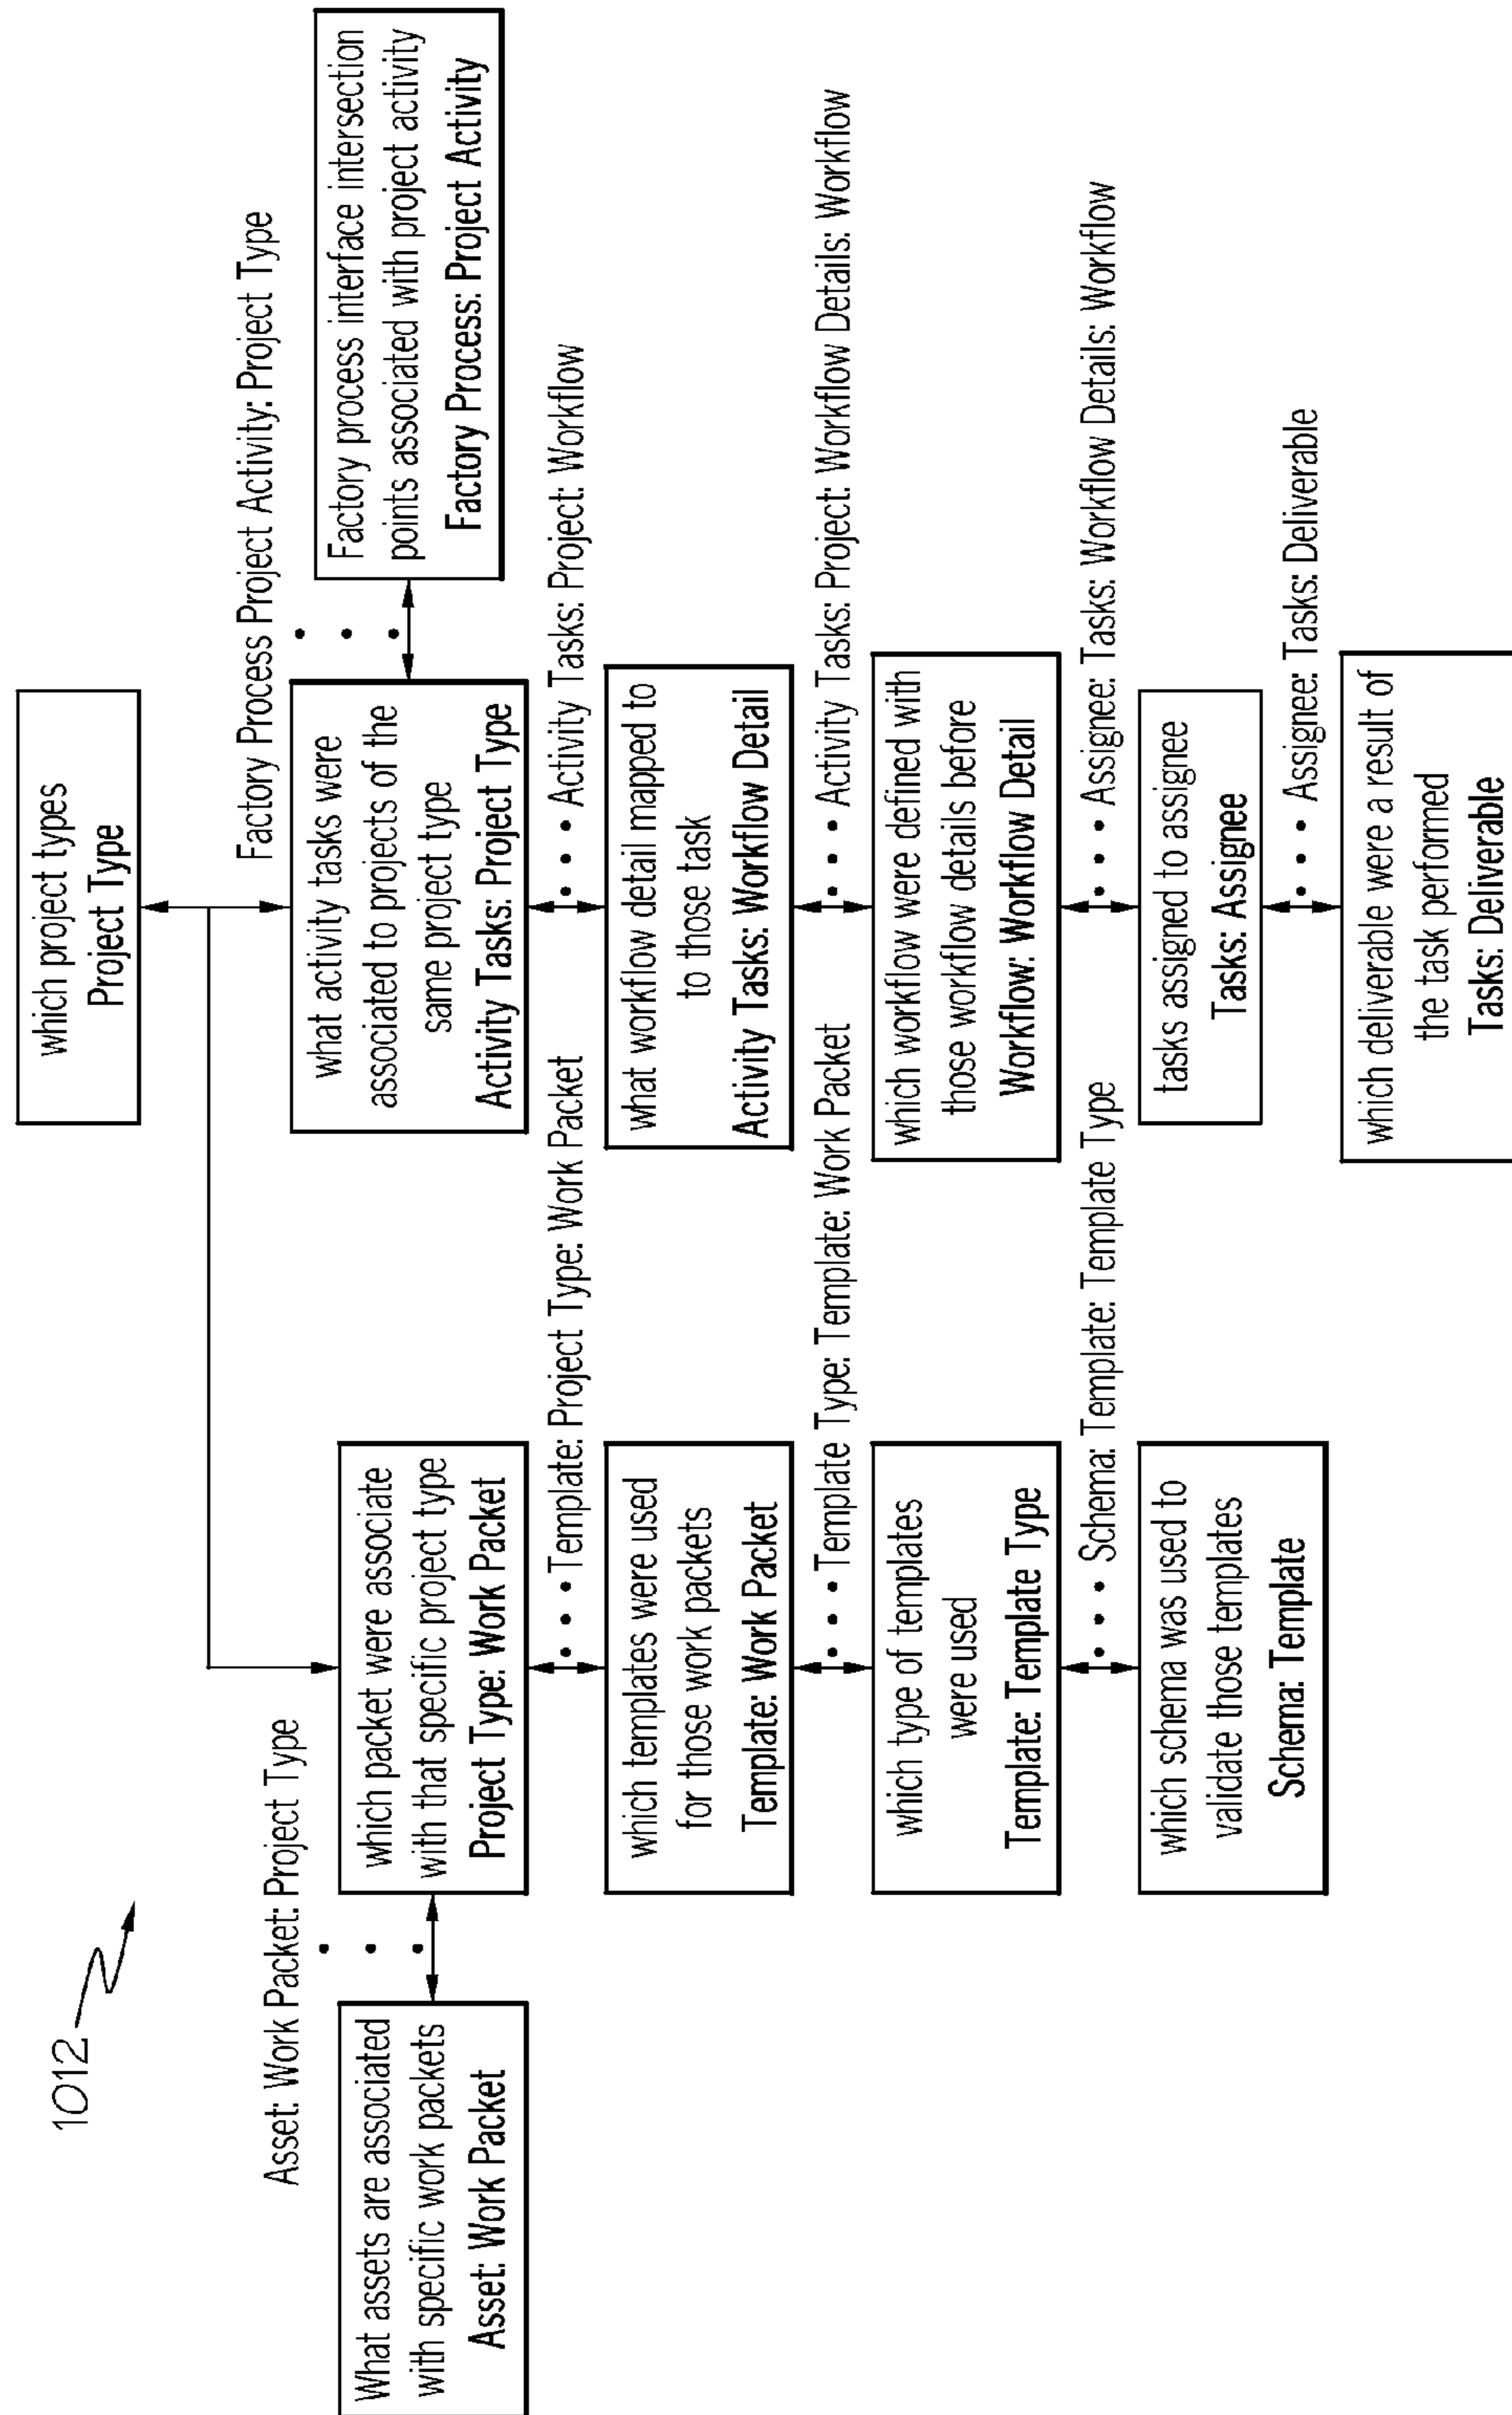 1012
which project types
Project Type
Asset: Work Packet: Project Type
Factory Process Project Activity: Project Type
What assets are associated
with specific work packets
Asset: Work Packet
which packet were associate
with that specific project type
Project Type: Work Packet
what activity tasks were
associated to projects of the
same project type
Activity Tasks: Project Type
Factory process interface intersection
points associated with project activity
Factory Process: Project Activity
Template: Project Type: Work Packet
Activity Tasks: Project: Workflow
which templates were used
for those work packets
Template: Work Packet
what workflow detail mapped to
to those task
Activity Tasks: Workflow Detail
Template Type: Template: Work Packet
Activity Tasks: Project: Workflow Details: Workflow
which type of templates
were used
Template: Template Type
which workflow were defined with
those workflow details before
Workflow: Workflow Detail
Schema: Template: Template Type
Assignee: Tasks: Workflow Details: Workflow
which schema was used to
validate those templates
Schema: Template
tasks assigned to assignee
Tasks: Assignee
Assignee: Tasks: Deliverable
which deliverable were a result of
the task performed
Tasks: Deliverable